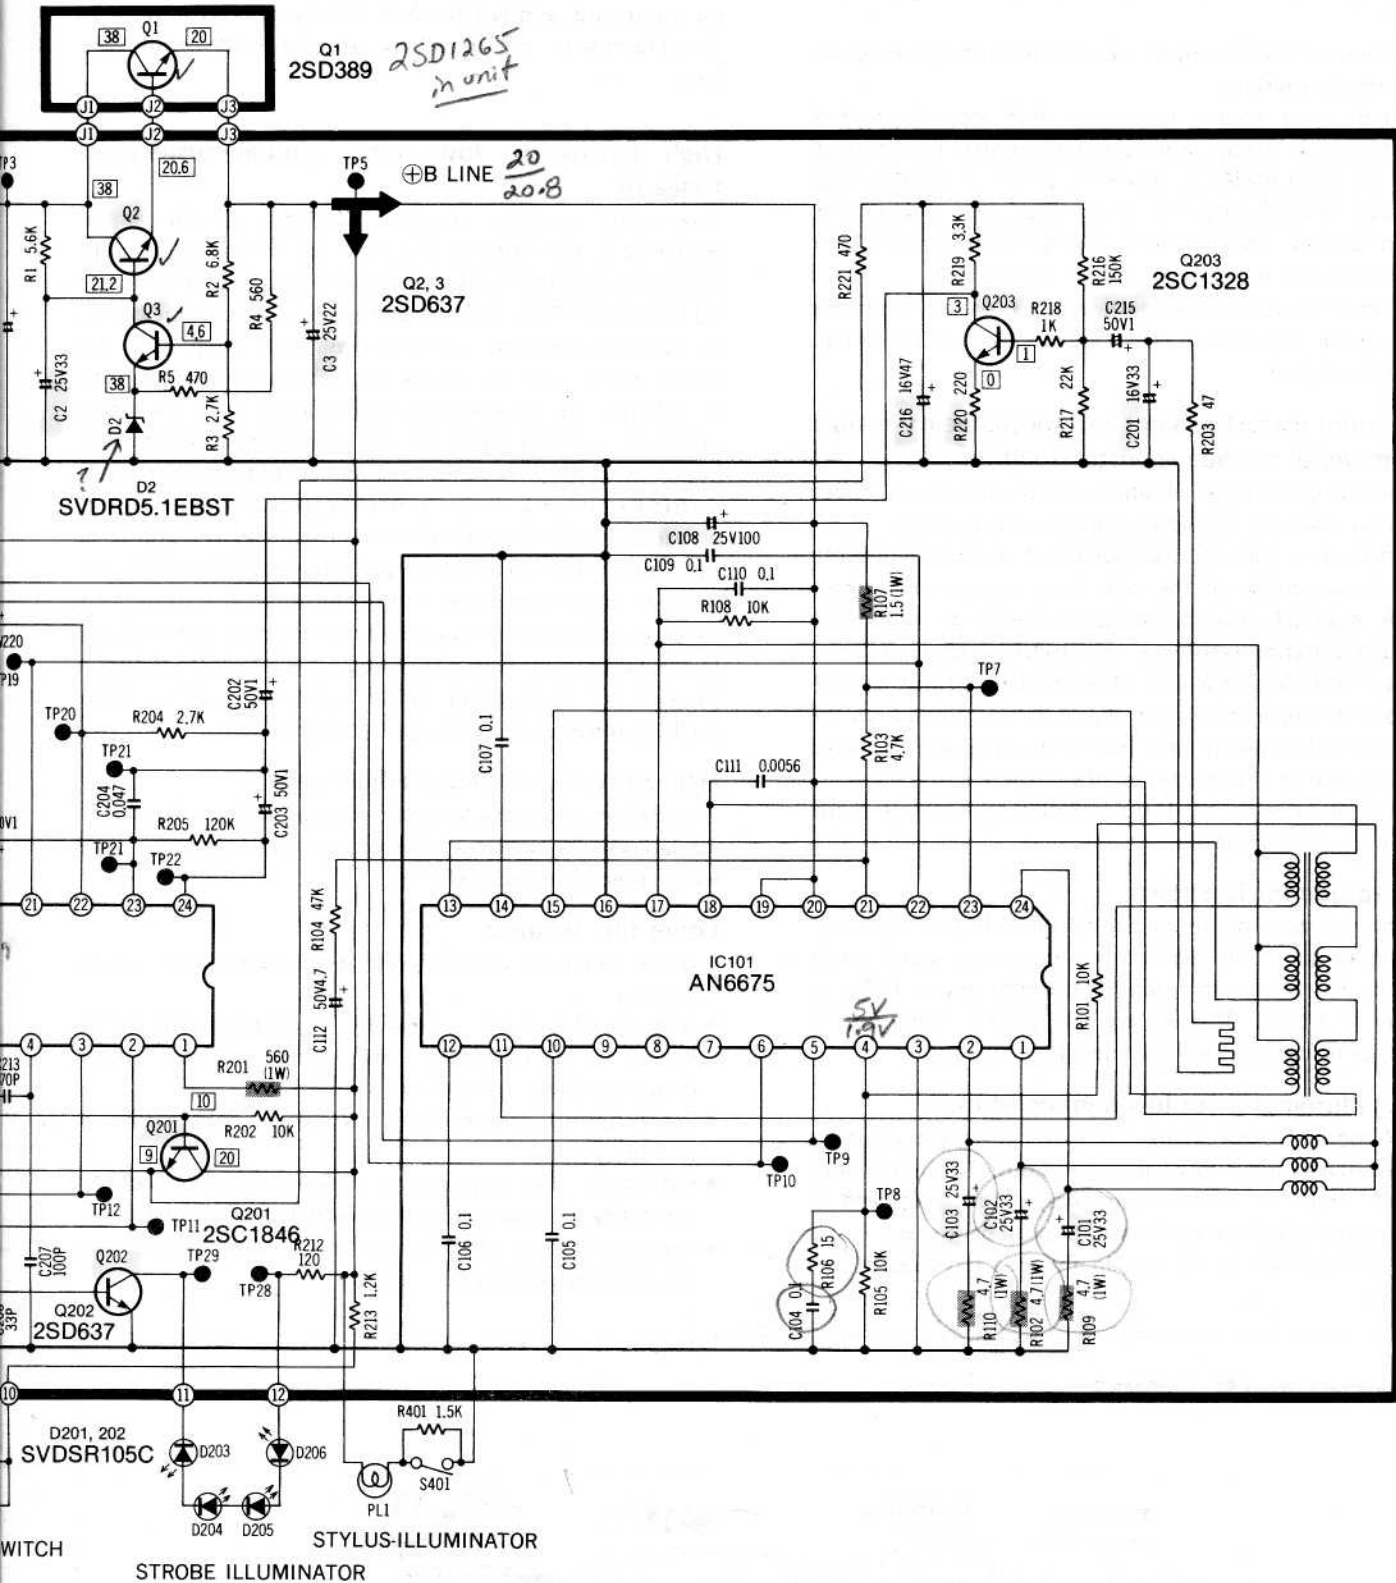 38
Q1
20
Q1
2SD389
2SD1265
in unit
J1
J2
J3
J1
J2
J3
TP3
38
20.6
TP5
⊕B LINE 20
20.8
R1 5.6K
Q2
21.2
R2 6.8K
R4 560
C3 25V22
Q2, 3
2SD637
Q3
4.6
+
C2 25V33
38
R5 470
D2
R3 2.7K
?
D2
SVDRD5.1EBST
R221 470
R219 3.3K
R216
150K
Q203
2SC1328
3
Q203
R218
1K
1
C215
50V1
0
C216 16V47
R220 220
R217 22K
C201 16V33
R203 47
C108 25V100
C109 0.1
C110 0.1
R108 10K
R107
1.5 (1W)
V220
TP19
C202
50V1
TP20
R204 2.7K
TP21
C204
0.047
C203 50V1
0V1
R205 120K
TP21
TP22
C107 0.1
TP7
R103
4.7K
C111 0.0056
21
22
23
24
R104 47K
13
14
15
16
17
18
19
20
21
22
23
24
C112 50V4.7
IC101
AN6675
5V
1.9V
R101 10K
4
3
2
1
12
11
10
9
8
7
6
5
4
3
2
1
C213
70P
R201
560
(1W)
10
R202 10K
Q201
9
20
TP9
TP10
TP12
TP11
Q201
2SC1846
C106 0.1
C105 0.1
TP8
C103 25V33
C102
25V33
C101
25V33
C207
100P
Q202
TP29
TP28
R212
120
R213 1.2K
Q202
2SD637
33P
R106 15
C104 0.1
R105 10K
R110
4.7
(1W)
R102 4.7 (1W)
R109
4.7
(1W)
10
11
12
D201, 202
SVDSR105C
D203
D206
D204
D205
R401 1.5K
S401
PL1
STYLUS-ILLUMINATOR
WITCH
STROBE ILLUMINATOR